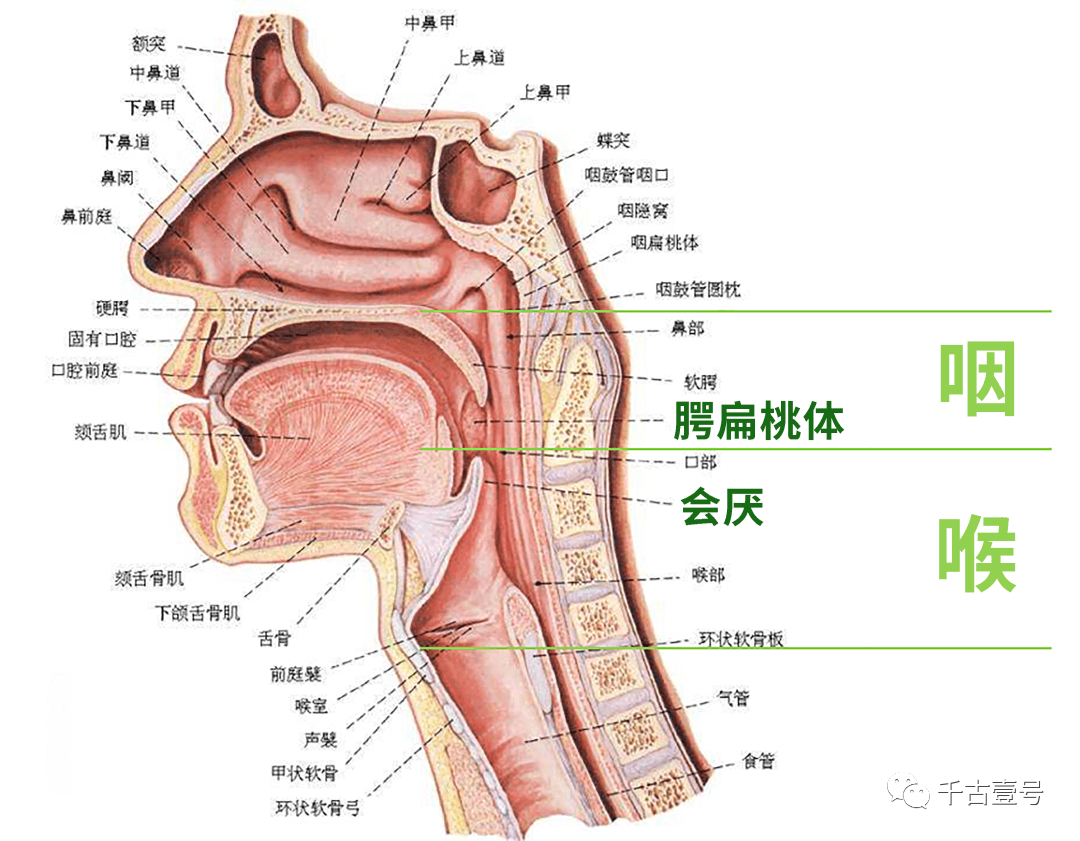 额突
中鼻道
下鼻甲
下鼻道
鼻阈
鼻前庭
硬腭
固有口腔
口腔前庭
颏舌肌
颏舌骨肌
下颌舌骨肌
舌骨
前庭襞
喉室
声襞
甲状软骨
环状软骨弓
中鼻甲
上鼻道
上鼻甲
蝶突
咽鼓管咽口
咽隐窝
咽扁桃体
咽鼓管圆枕
鼻部
软腭
腭扁桃体
口部
会厌
喉部
环状软骨板
气管
食管
咽
喉
千古壹号